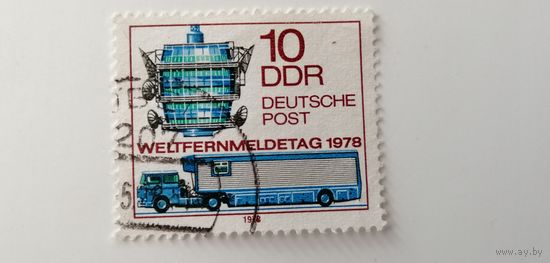 10
DDR
DEUTSCHE
POST
WELTFERNMELDETAG 1978
1978
www.ay.by